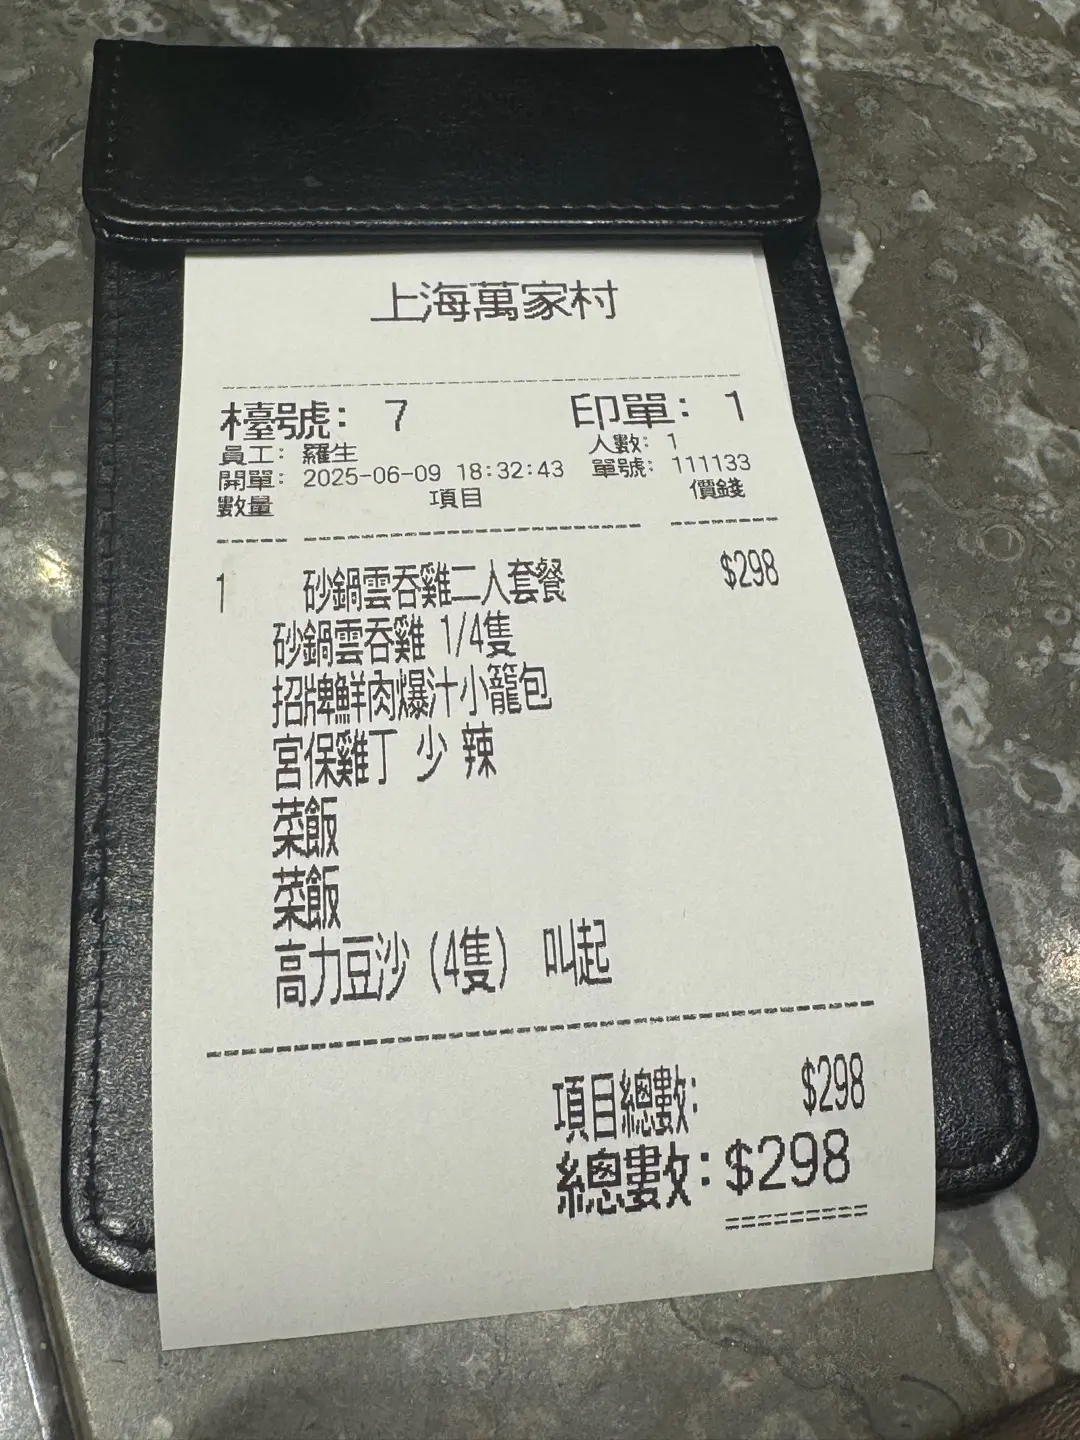 上海萬家村
檯號: 7 印單: 1
員工: 羅生 人數: 1
開單: 2025-06-09 18:32:43 單號: 111133
數量 項目 價錢
1 砂鍋雲吞雞二人套餐 $298
砂鍋雲吞雞 1/4隻
招牌鮮肉爆汁小籠包
宮保雞丁 少 辣
菜飯
菜飯
高力豆沙 (4隻) 叫起
項目總數: $298
總數: $298
=========